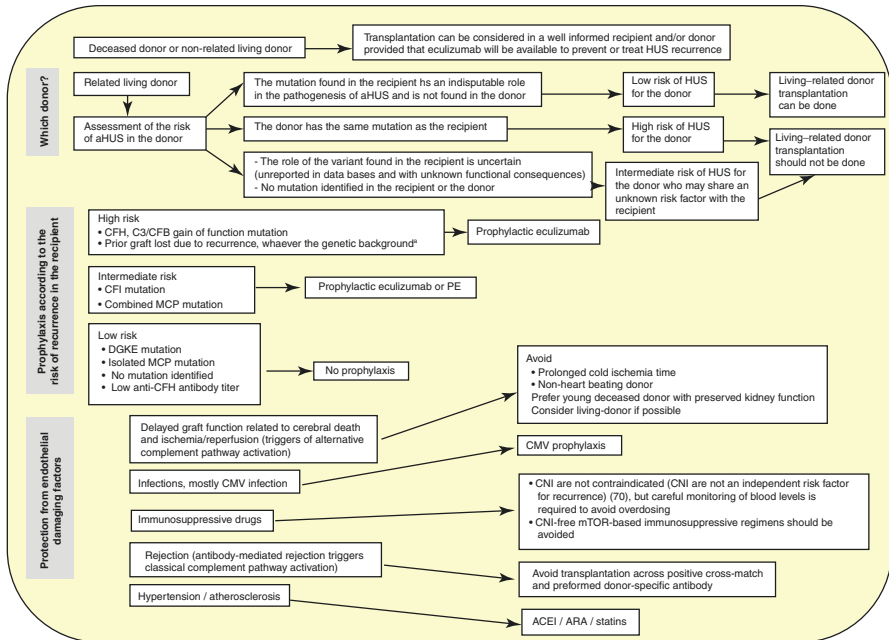 Deceased donor or non-related living donor
Transplantation can be considered in a well informed recipient and/or donor
provided that eculizumab will be available to prevent or treat HUS recurrence
Which donor?
Related living donor
Assessment of the risk
of aHUS in the donor
The mutation found in the recipient hs an indisputable role
in the pathogenesis of aHUS and is not found in the donor
Low risk of HUS
for the donor
Living–related donor
transplantation
can be done
The donor has the same mutation as the recipient
High risk of HUS
for the donor
Living–related donor
transplantation
should not be done
- The role of the variant found in the recipient is uncertain
(unreported in data bases and with unknown functional consequences)
- No mutation identified in the recipient or the donor
Intermediate risk of HUS for
the donor who may share an
unknown risk factor with the
recipient
Prophylaxis according to the
risk of recurrence in the recipient
High risk
• CFH, C3/CFB gain of function mutation
• Prior graft lost due to recurrence, whaever the genetic backgroundª
Prophylactic eculizumab
Intermediate risk
• CFI mutation
• Combined MCP mutation
Prophylactic eculizumab or PE
Low risk
• DGKE mutation
• Isolated MCP mutation
• No mutation identified
• Low anti-CFH antibody titer
No prophylaxis
Protection from endothelial
damaging factors
Delayed graft function related to cerebral death
and ischemia/reperfusion (triggers of alternative
complement pathway activation)
Avoid
• Prolonged cold ischemia time
• Non-heart beating donor
Prefer young deceased donor with preserved kidney function
Consider living-donor if possible
Infections, mostly CMV infection
CMV prophylaxis
Immunosuppressive drugs
• CNI are not contraindicated (CNI are not an independent risk factor
for recurrence) (70), but careful monitoring of blood levels is
required to avoid overdosing
• CNI-free mTOR-based immunosuppressive regimens should be
avoided
Rejection (antibody-mediated rejection triggers
classical complement pathway activation)
Avoid transplantation across positive cross-match
and preformed donor-specific antibody
Hypertension / atherosclerosis
ACEI / ARA / statins